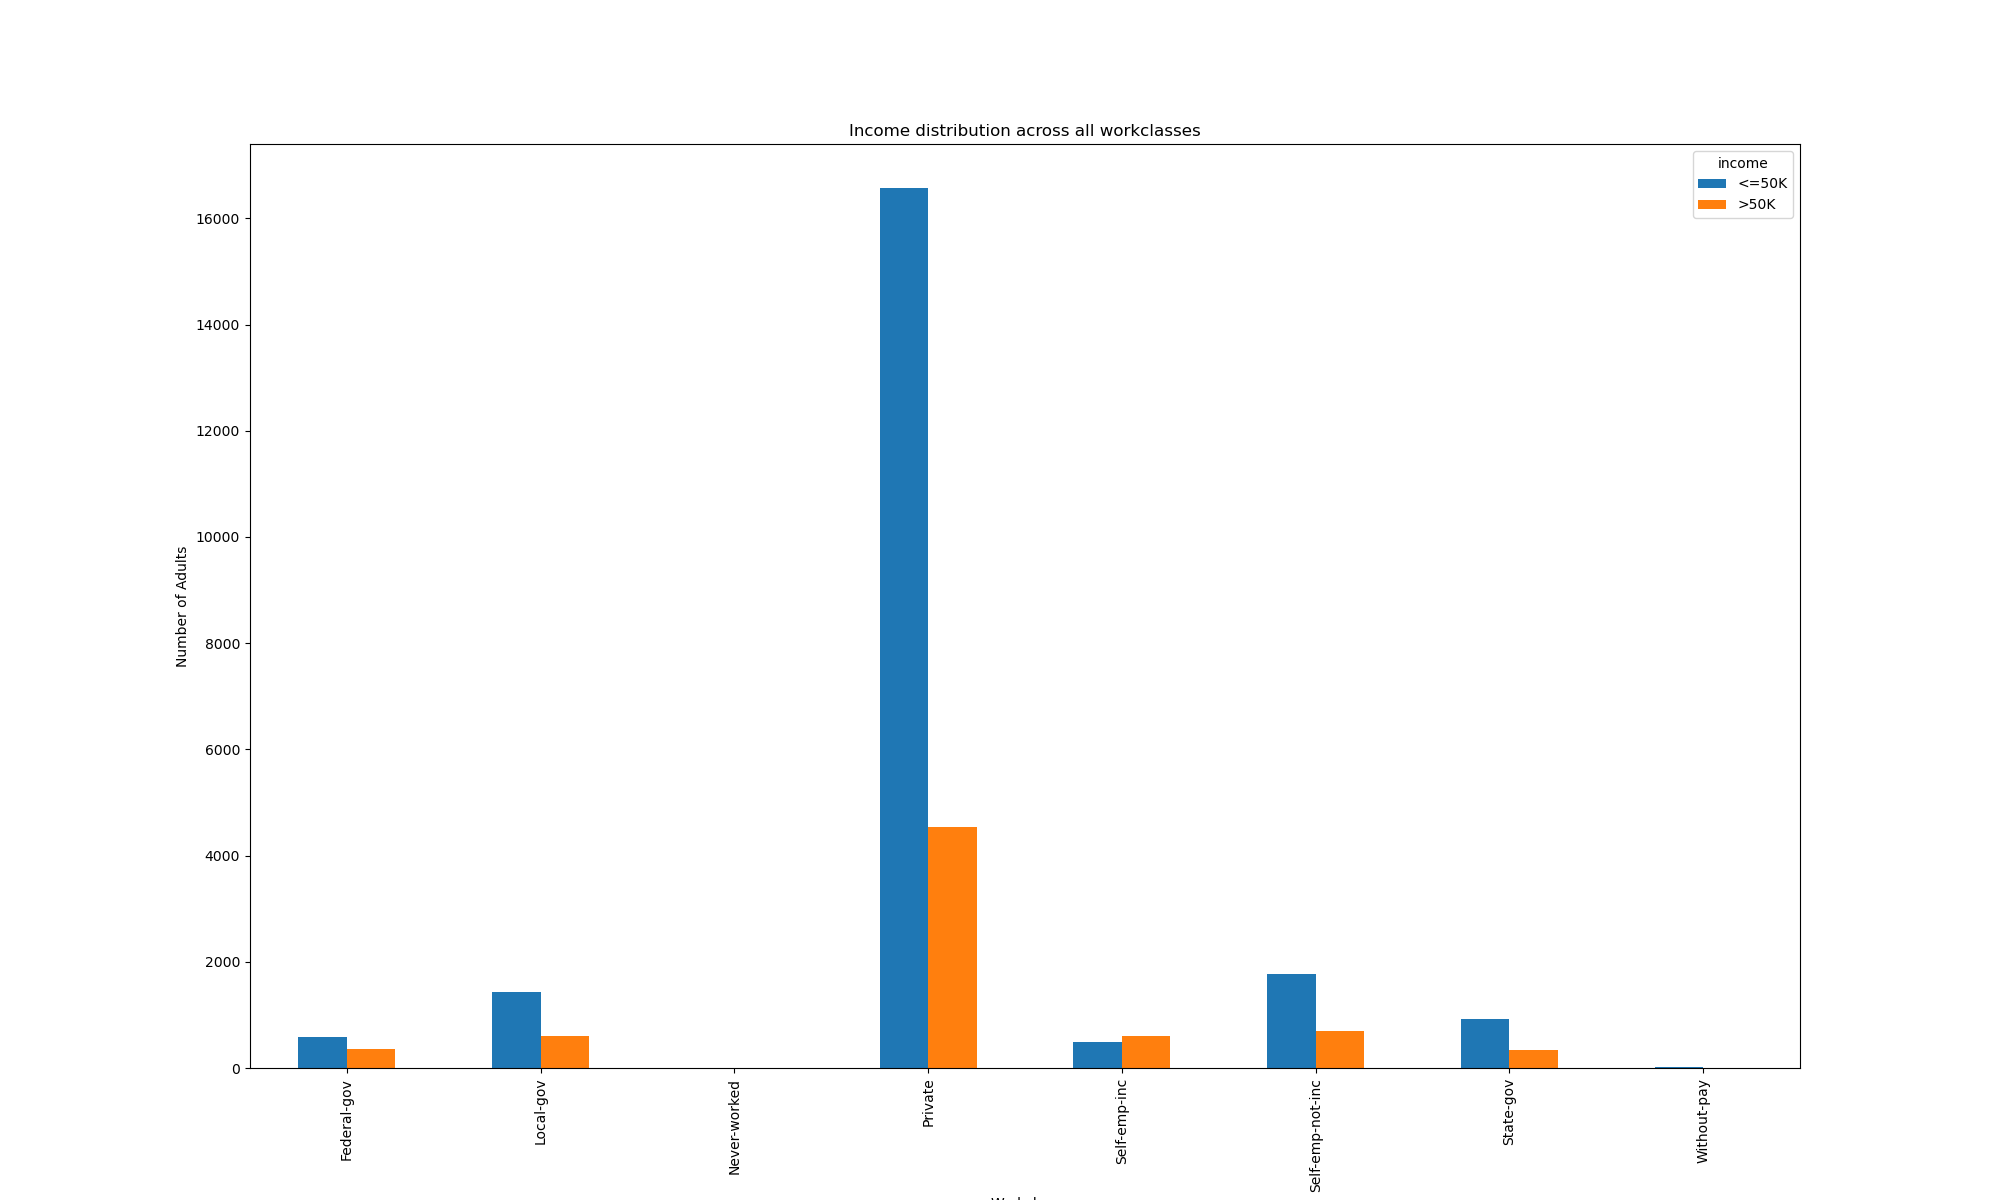 Income distribution across all workclasses
income
<=50K
>50K
16000
14000
12000
10000
8000
6000
4000
2000
0
Number of Adults
Federal-gov
Local-gov
Never-worked
Private
Self-emp-inc
Self-emp-not-inc
State-gov
Without-pay